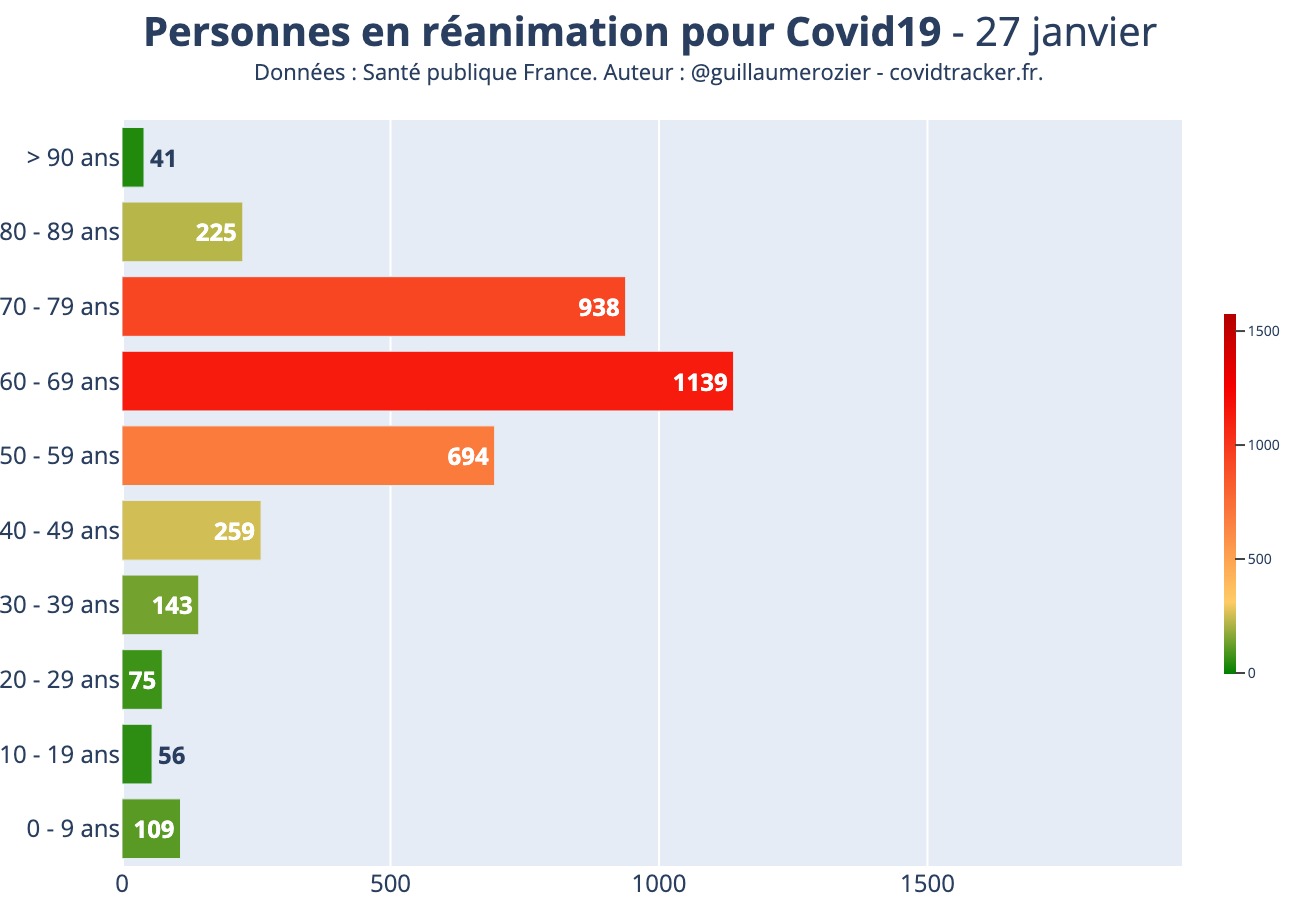 Personnes en réanimation pour Covid19 - 27 janvier
Données : Santé publique France. Auteur : @guillaumerozier - covidtracker.fr.
> 90 ans 41
80 - 89 ans 225
70 - 79 ans 938
60 - 69 ans 1139
50 - 59 ans 694
40 - 49 ans 259
30 - 39 ans 143
20 - 29 ans 75
10 - 19 ans 56
0 - 9 ans 109
0 500 1000 1500
1500
1000
500
0